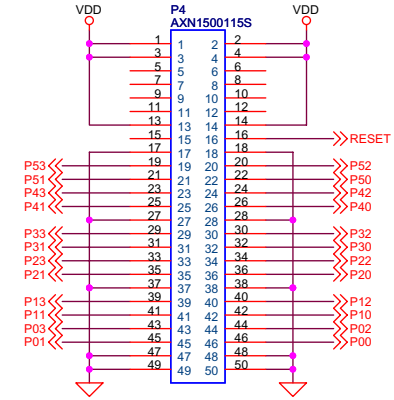 VDD P4 VDD
AXN1500115S
1 1 2 2
3 3 4 4
5 5 6 6
7 7 8 8
9 9 10 10
11 11 12 12
13 13 14 14
15 15 16 16 RESET
17 17 18 18
P53 19 19 20 20 P52
P51 21 21 22 22 P50
P43 23 23 24 24 P42
P41 25 25 26 26 P40
27 27 28 28
P33 29 29 30 30 P32
P31 31 31 32 32 P30
P23 33 33 34 34 P22
P21 35 35 36 36 P20
37 37 38 38
P13 39 39 40 40 P12
P11 41 41 42 42 P10
P03 43 43 44 44 P02
P01 45 45 46 46 P00
47 47 48 48
49 49 50 50